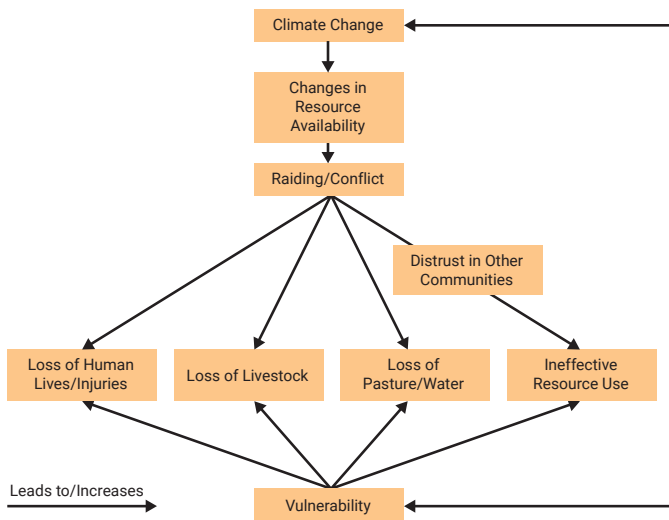 Climate Change
Changes in
Resource
Availability
Raiding/Conflict
Distrust in Other
Communities
Loss of Human
Lives/Injuries
Loss of Livestock
Loss of
Pasture/Water
Ineffective
Resource Use
Leads to/Increases
Vulnerability